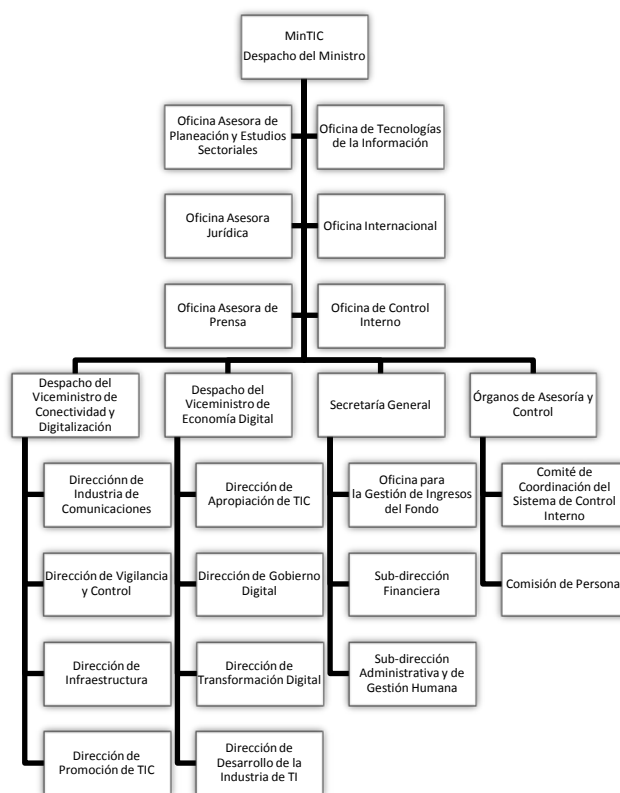 MinTIC
Despacho del Ministro
Oficina Asesora de
Planeación y Estudios
Sectoriales
Oficina de Tecnologías
de la Información
Oficina Asesora
Jurídica
Oficina Internacional
Oficina Asesora de
Prensa
Oficina de Control
Interno
Despacho del
Viceministro de
Conectividad y
Digitalización
Despacho del
Viceministro de
Economía Digital
Secretaría General
Órganos de Asesoría y
Control
Direcciónn de
Industria de
Comunicaciones
Dirección de
Apropiación de TIC
Oficina para
la Gestión de Ingresos
del Fondo
Comité de
Coordinación del
Sistema de Control
Interno
Dirección de Vigilancia
y Control
Dirección de Gobierno
Digital
Sub-dirección
Financiera
Comisión de Persona
Dirección de
Infraestructura
Dirección de
Transformación Digital
Sub-dirección
Administrativa y de
Gestión Humana
Dirección de
Promoción de TIC
Dirección de
Desarrollo de la
Industria de TI